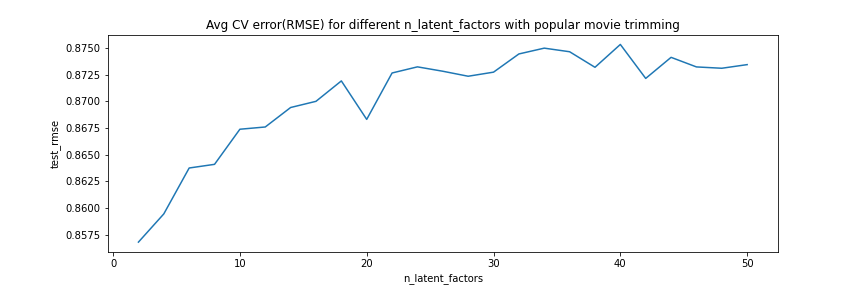 Avg CV error(RMSE) for different n_latent_factors with popular movie trimming
0.8750
0.8725
0.8700
0.8675
0.8650
0.8625
0.8600
0.8575
test_rmse
0 10 20 30 40 50
n_latent_factors